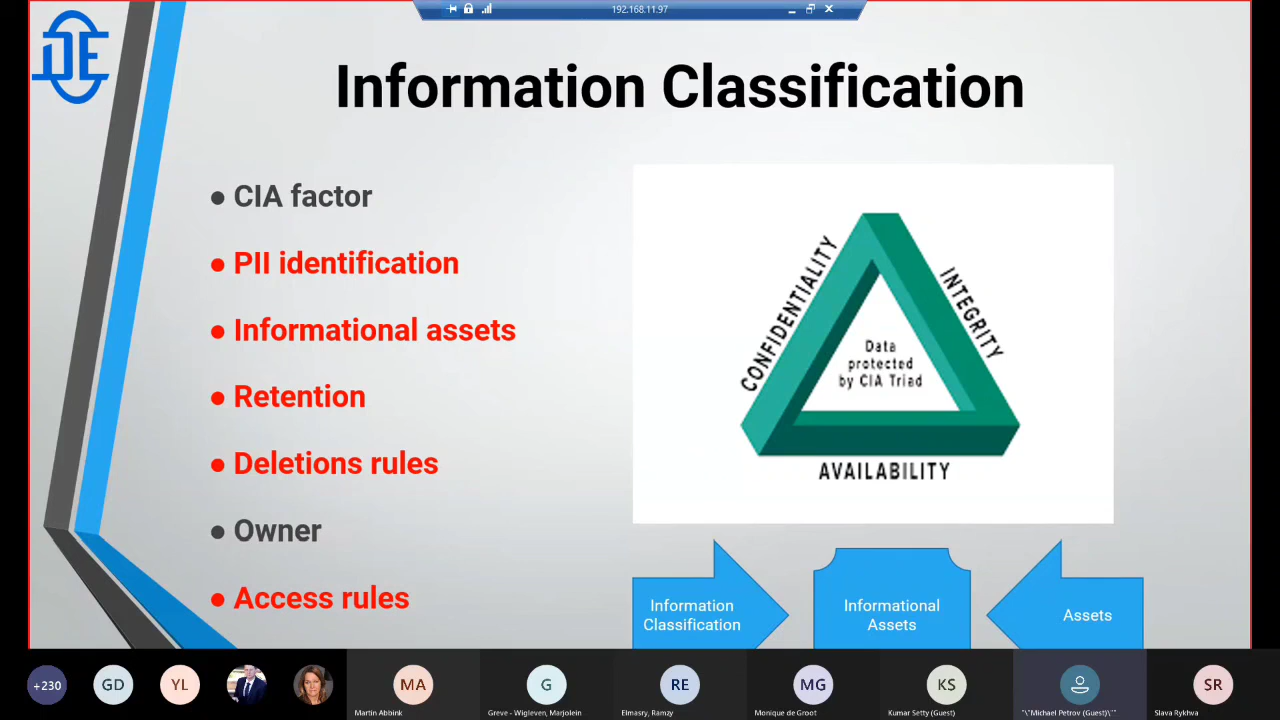 192.168.11.97
DE
Information Classification
● CIA factor
● PII identification
● Informational assets
● Retention
● Deletions rules
● Owner
● Access rules
CONFIDENTIALITY
INTEGRITY
Data
protected
by CIA Triad
AVAILABILITY
Information
Classification
Informational
Assets
Assets
+230
GD
YL
MA
Martin Abbink
G
Greve - Wigleven, Marjolein
RE
Elmasry, Ramzy
MG
Monique de Groot
KS
Kumar Setty (Guest)
"\"Michael Petrov (Guest)\""
SR
Slava Rykhva